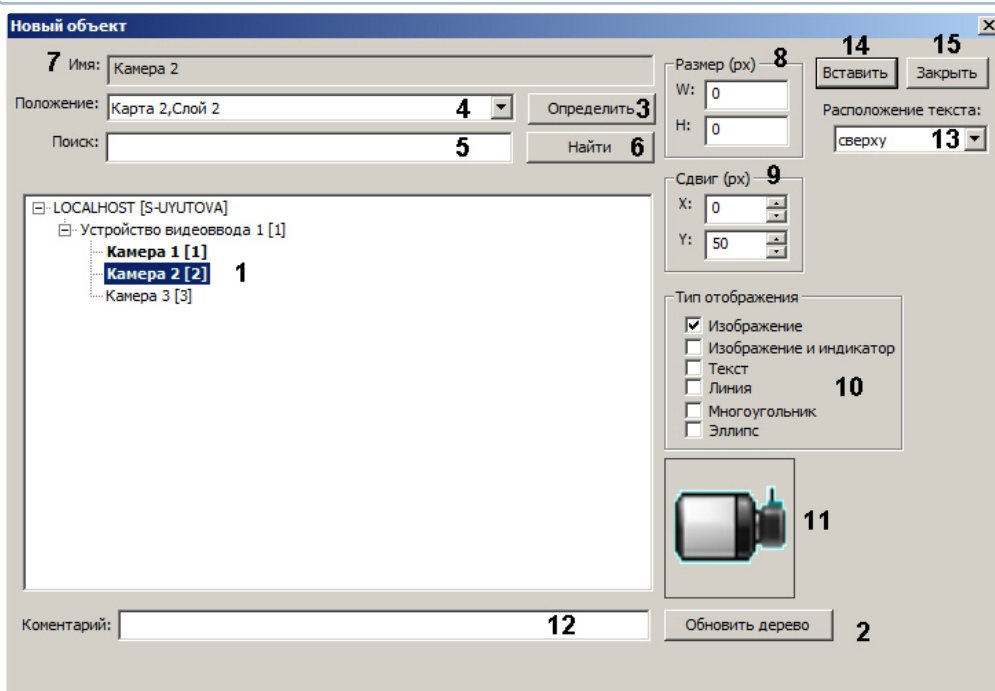 Новый объект
7 Имя: Камера 2
Положение: Карта 2,Слой 2 4 Определить 3
Поиск: 5 Найти 6
Размер (px) 8
W: 0
H: 0
14 15
Вставить Закрыть
Расположение текста:
сверху 13
Сдвиг (px) 9
X: 0
Y: 50
LOCALHOST [S-UYUTOVA]
Устройство видеоввода 1 [1]
Камера 1 [1]
Камера 2 [2] 1
Камера 3 [3]
Тип отображения
Изображение
Изображение и индикатор
Текст
Линия 10
Многоугольник
Эллипс
11
Коментарий: 12 Обновить дерево 2